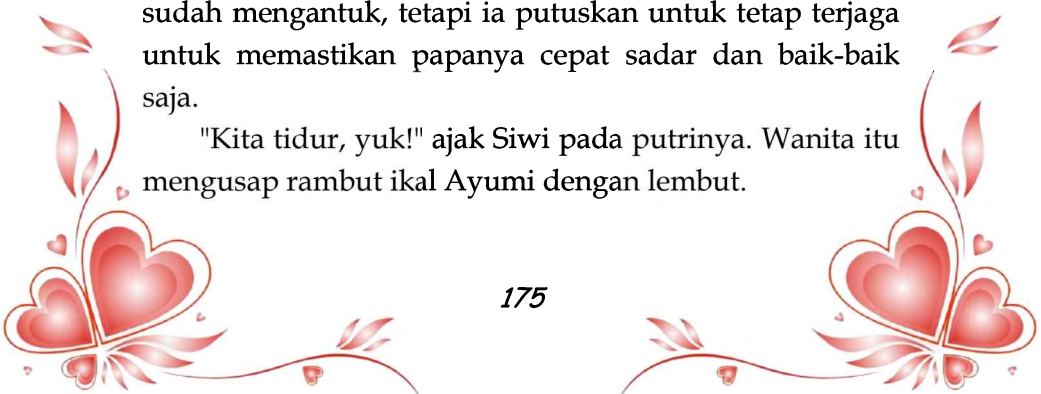 sudah mengantuk, tetapi ia putuskan untuk tetap terjaga
untuk memastikan papanya cepat sadar dan baik-baik
saja.
"Kita tidur, yuk!" ajak Siwi pada putrinya. Wanita itu
mengusap rambut ikal Ayumi dengan lembut.
175